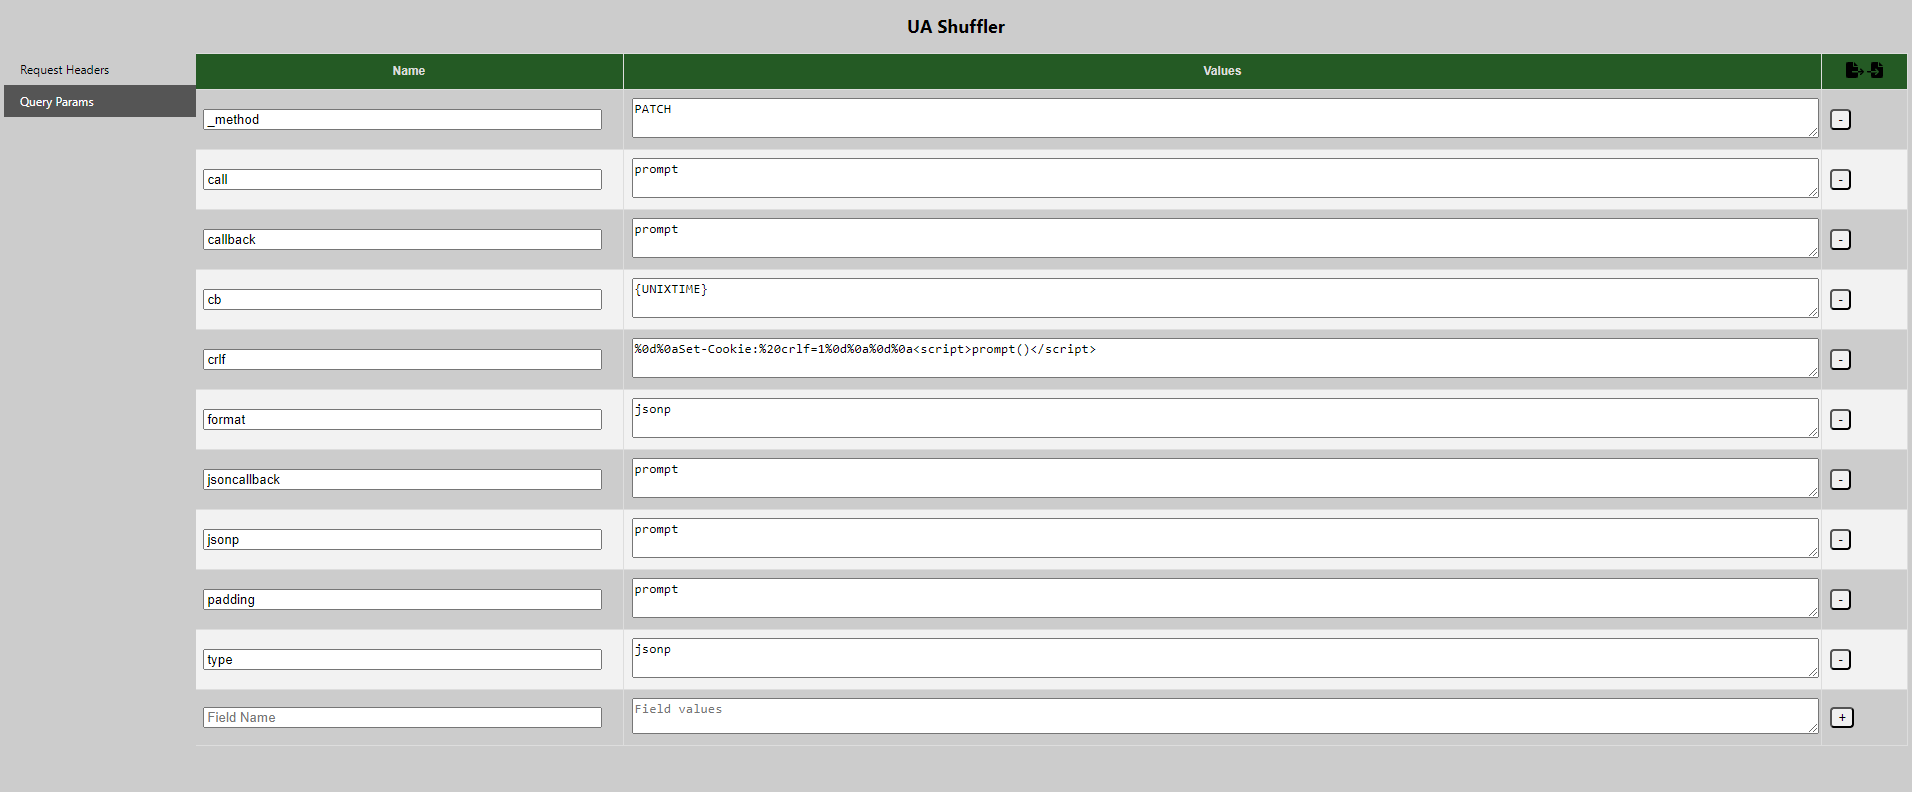 UA Shuffler
Request Headers
Query Params
Name Values
_method PATCH -
call prompt -
callback prompt -
cb {UNIXTIME} -
crlf %0d%0aSet-Cookie:%20crlf=1%0d%0a%0d%0a<script>prompt()</script> -
format jsonp -
jsoncallback prompt -
jsonp prompt -
padding prompt -
type jsonp -
Field Name Field values +